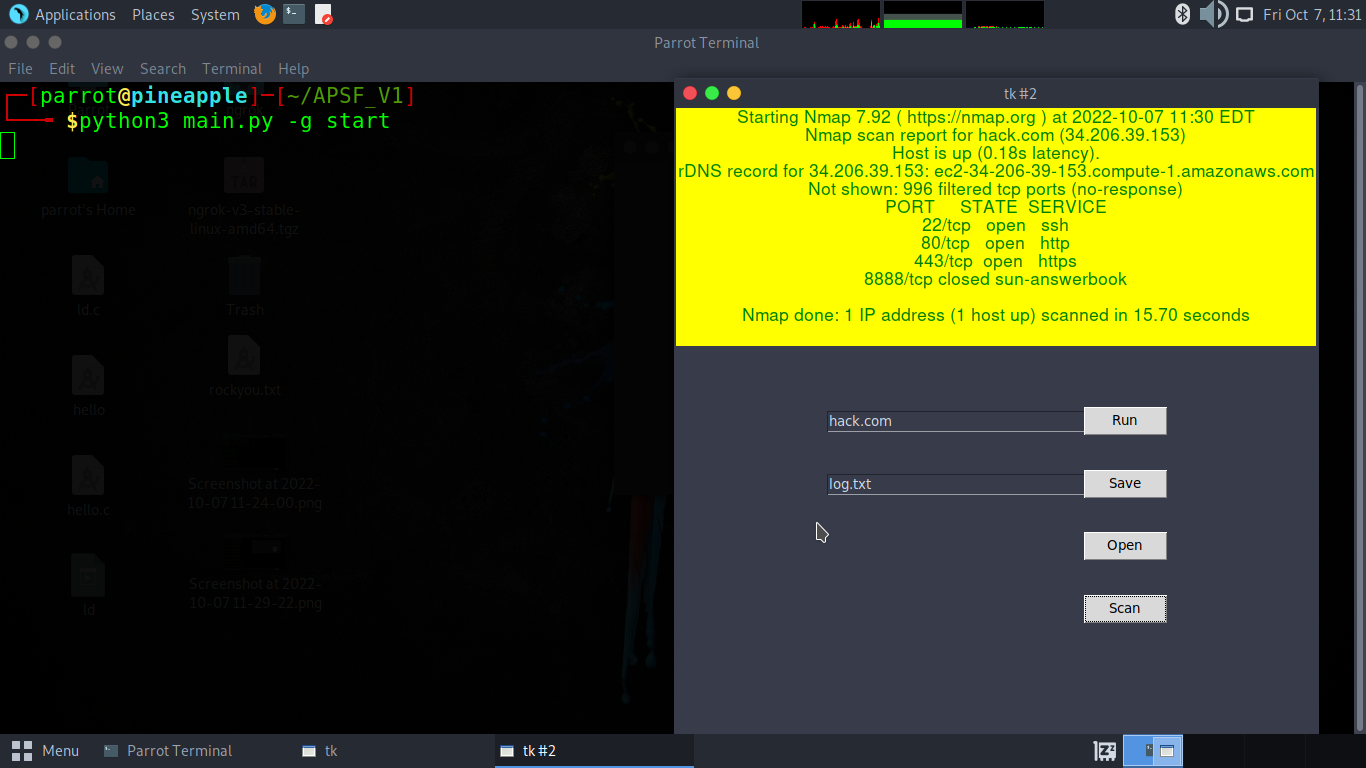 Applications Places System
Fri Oct 7, 11:31
Parrot Terminal
File Edit View Search Terminal Help
┌─[parrot@pineapple]─[~/APSF_V1]
└──╼ $python3 main.py -g start
parrot's Home
ngrok-v3-stable-
linux-amd64.tgz
TAR
ld.c
Trash
hello
rockyou.txt
hello.c
Screenshot at 2022-
10-07 11-24-00.png
ld
Screenshot at 2022-
10-07 11-29-22.png
tk #2
Starting Nmap 7.92 ( https://nmap.org ) at 2022-10-07 11:30 EDT
Nmap scan report for hack.com (34.206.39.153)
Host is up (0.18s latency).
rDNS record for 34.206.39.153: ec2-34-206-39-153.compute-1.amazonaws.com
Not shown: 996 filtered tcp ports (no-response)
PORT STATE SERVICE
22/tcp open ssh
80/tcp open http
443/tcp open https
8888/tcp closed sun-answerbook
Nmap done: 1 IP address (1 host up) scanned in 15.70 seconds
hack.com Run
log.txt Save
Open
Scan
Menu Parrot Terminal tk tk #2